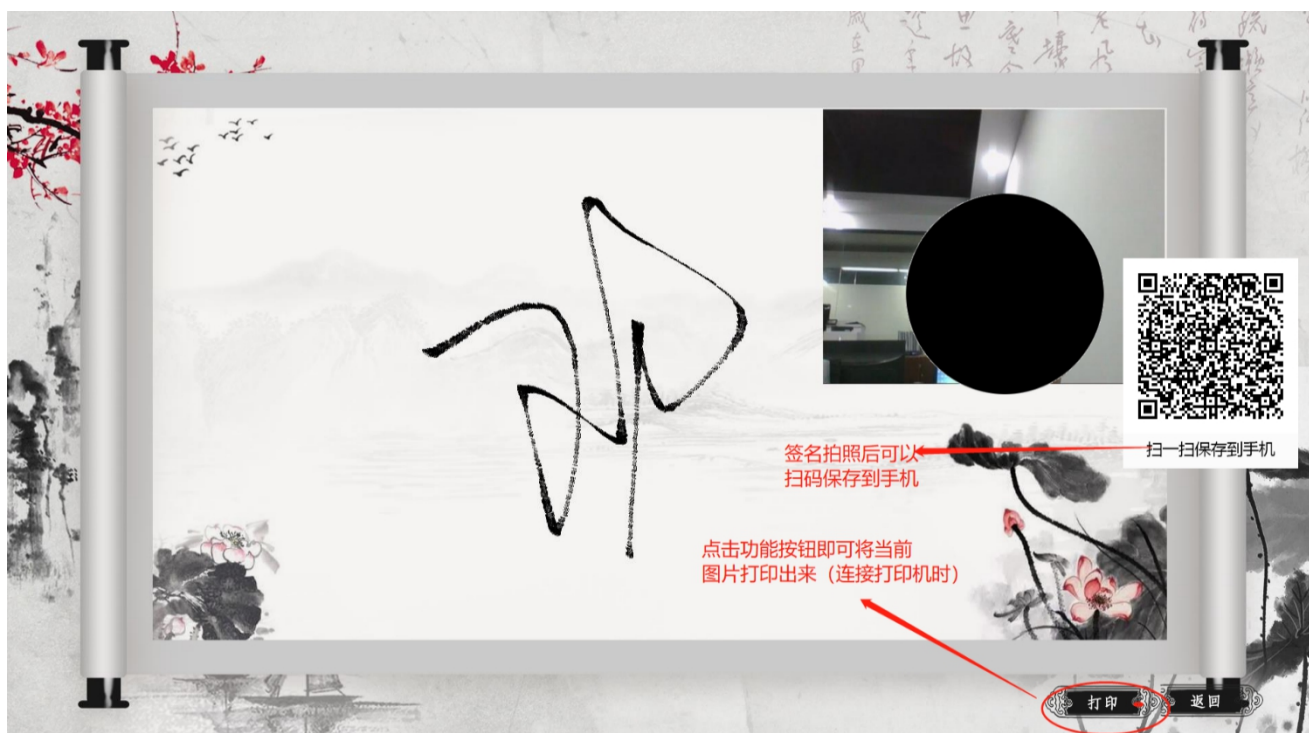 签名拍照后可以
扫码保存到手机
扫一扫保存到手机
点击功能按钮即可将当前
图片打印出来（连接打印机时）
打印
返回